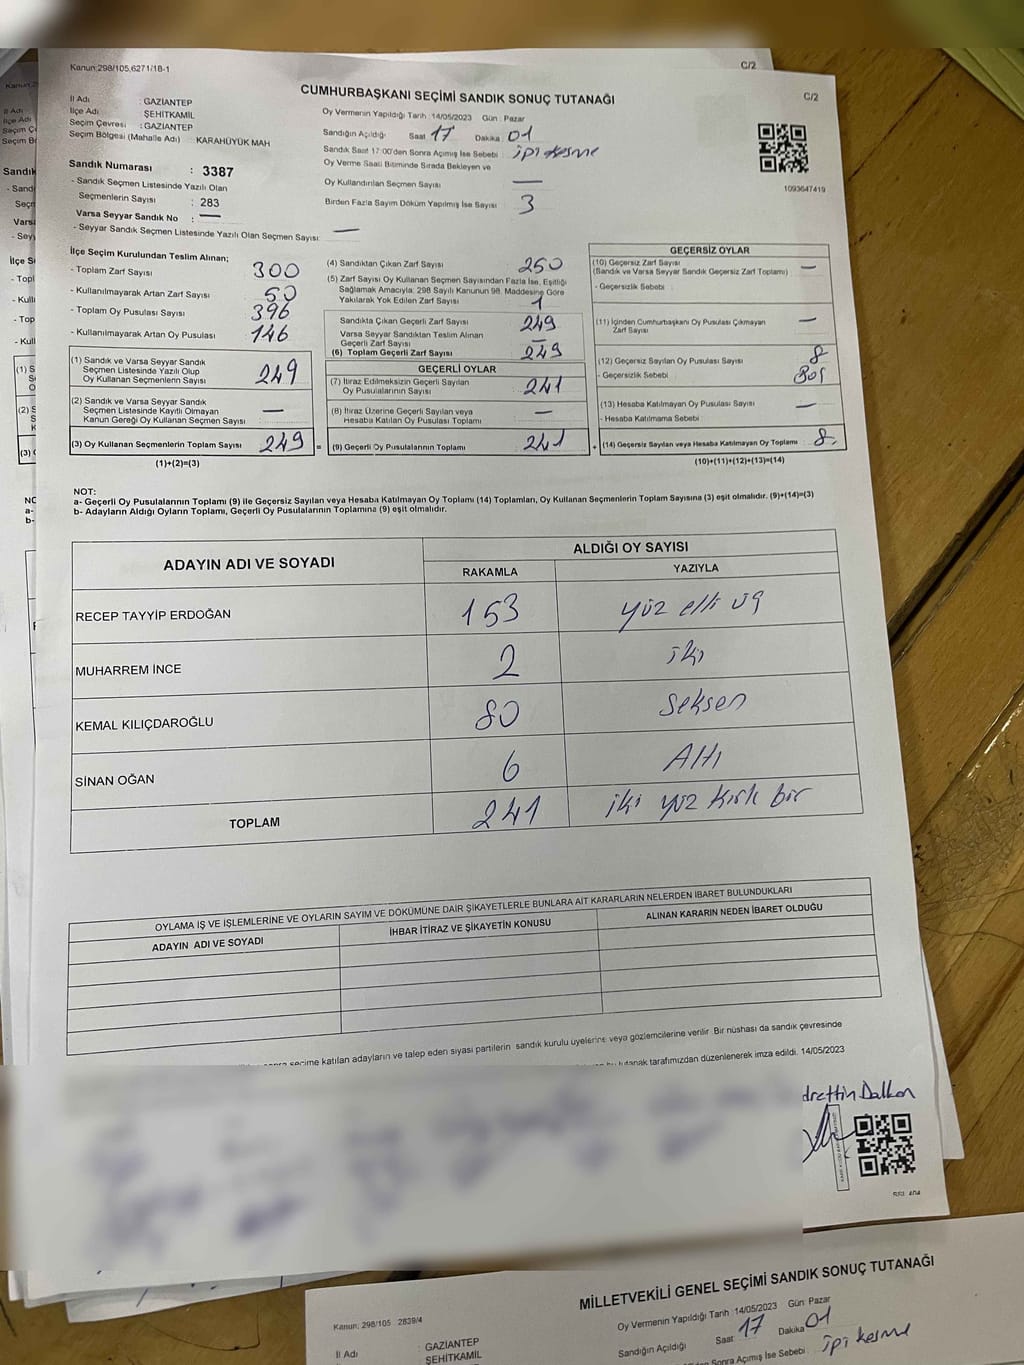 Kanun:298/105,6271/18-1
C/2
CUMHURBAŞKANI SEÇİMİ SANDIK SONUÇ TUTANAĞI
C/2
İl Adı : GAZİANTEP
İlçe Adı : ŞEHİTKAMİL
Seçim Çevresi : GAZİANTEP
Seçim Bölgesi (Mahalle Adı) : KARAHÜYÜK MAH
Oy Vermenin Yapıldığı Tarih :14/05/2023 Gün : Pazar
Sandığın Açıldığı Saat 17 Dakika 01
Sandık Saat 17:00'den Sonra Açımış İse Sebebi : ipi kesme
Oy Verme Saati Bitiminde Sırada Bekleyen ve
Oy Kullandırılan Seçmen Sayısı —
Birden Fazla Sayım Döküm Yapılmış İse Sayısı 3
1093647419
Sandık Numarası : 3387
- Sandık Seçmen Listesinde Yazılı Olan
Seçmenlerin Sayısı : 283
Varsa Seyyar Sandık No : —
- Seyyar Sandık Seçmen Listesinde Yazılı Olan Seçmen Sayısı: —
İlçe Seçim Kurulundan Teslim Alınan;
- Toplam Zarf Sayısı 300
- Kullanılmayarak Artan Zarf Sayısı 50
- Toplam Oy Pusulası Sayısı 396
- Kullanılmayarak Artan Oy Pusulası 146
(1) Sandık ve Varsa Seyyar Sandık
Seçmen Listesinde Yazılı Olup
Oy Kullanan Seçmenlerin Sayısı 249
(2) Sandık ve Varsa Seyyar Sandık
Seçmen Listesinde Kayıtlı Olmayan
Kanun Gereği Oy Kullanan Seçmen Sayısı —
(3) Oy Kullanan Seçmenlerin Toplam Sayısı 249 =
(1)+(2)=(3)
(4) Sandıktan Çıkan Zarf Sayısı 250
(5) Zarf Sayısı Oy Kullanan Seçmen Sayısından Fazla İse, Eşitliği
Sağlamak Amacıyla, 298 Sayılı Kanunun 98. Maddesine Göre
Yakılarak Yok Edilen Zarf Sayısı 1
Sandıkta Çıkan Geçerli Zarf Sayısı 249
Varsa Seyyar Sandıktan Teslim Alınan
Geçerli Zarf Sayısı —
(6) Toplam Geçerli Zarf Sayısı 249
GEÇERLİ OYLAR
(7) İtiraz Edilmeksizin Geçerli Sayılan
Oy Pusulalarının Sayısı 241
(8) İtiraz Üzerine Geçerli Sayılan veya
Hesaba Katılan Oy Pusulası Toplamı —
(9) Geçerli Oy Pusulalarının Toplamı 241 +
GEÇERSİZ OYLAR
(10) Geçersiz Zarf Sayısı —
(Sandık ve Varsa Seyyar Sandık Geçersiz Zarf Toplamı)
- Geçersizlik Sebebi :
(11) İçinden Cumhurbaşkanı Oy Pusulası Çıkmayan
Zarf Sayısı —
(12) Geçersiz Sayılan Oy Pusulası Sayısı 8
- Geçersizlik Sebebi : Boş
(13) Hesaba Katılmayan Oy Pusulası Sayısı —
- Hesaba Katılmama Sebebi :
(14) Geçersiz Sayılan veya Hesaba Katılmayan Oy Toplamı 8
(10)+(11)+(12)+(13)=(14)
NOT:
a- Geçerli Oy Pusulalarının Toplamı (9) ile Geçersiz Sayılan veya Hesaba Katılmayan Oy Toplamı (14) Toplamları, Oy Kullanan Seçmenlerin Toplam Sayısına (3) eşit olmalıdır. (9)+(14)=(3)
b- Adayların Aldığı Oyların Toplamı, Geçerli Oy Pusulalarının Toplamına (9) eşit olmalıdır.
ADAYIN ADI VE SOYADI
ALDIĞI OY SAYISI
RAKAMLA YAZIYLA
RECEP TAYYİP ERDOĞAN 153 yüz elli üç
MUHARREM İNCE 2 iki
KEMAL KILIÇDAROĞLU 80 Seksen
SİNAN OĞAN 6 Altı
TOPLAM 241 iki yüz kırk bir
OYLAMA İŞ VE İŞLEMLERİNE VE OYLARIN SAYIM VE DÖKÜMÜNE DAİR ŞİKAYETLERLE BUNLARA AİT KARARLARIN NELERDEN İBARET BULUNDUKLARI
ADAYIN ADI VE SOYADI İHBAR İTİRAZ VE ŞİKAYETİN KONUSU ALINAN KARARIN NEDEN İBARET OLDUĞU
seçime katılan adayların ve talep eden siyasi partilerin sandık kurulu üyelerine veya gözlemcilerine verilir. Bir nüshası da sandık çevresinde
tutanak tarafımızdan düzenlenerek imza edildi. 14/05/2023
drettin Dalkan
MİLLETVEKİLİ GENEL SEÇİMİ SANDIK SONUÇ TUTANAĞI
Kanun: 298/105 2839/4
İl Adı : GAZİANTEP
ŞEHİTKAMİL
Oy Vermenin Yapıldığı Tarih :14/05/2023 Gün: Pazar
Sandığın Açıldığı Saat 17 Dakika 01
Sonra Açımış İse Sebebi : ipi kesme